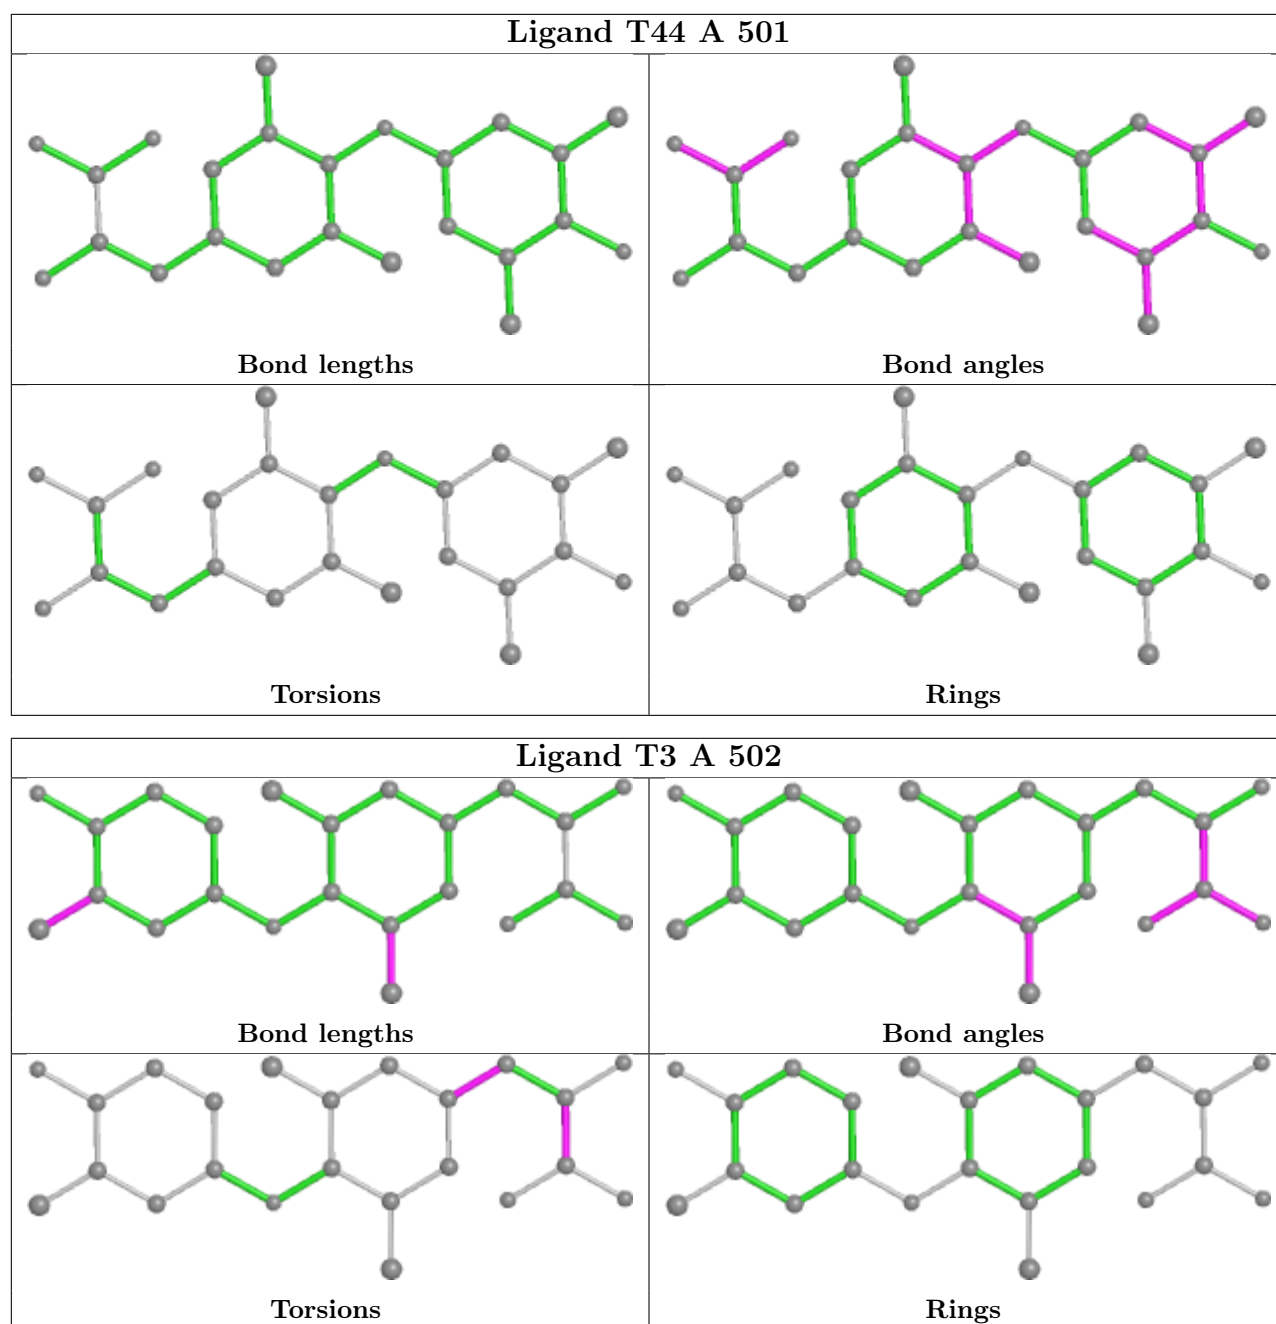 Ligand T44 A 501
Bond lengths
Bond angles
Torsions
Rings
Ligand T3 A 502
Bond lengths
Bond angles
Torsions
Rings